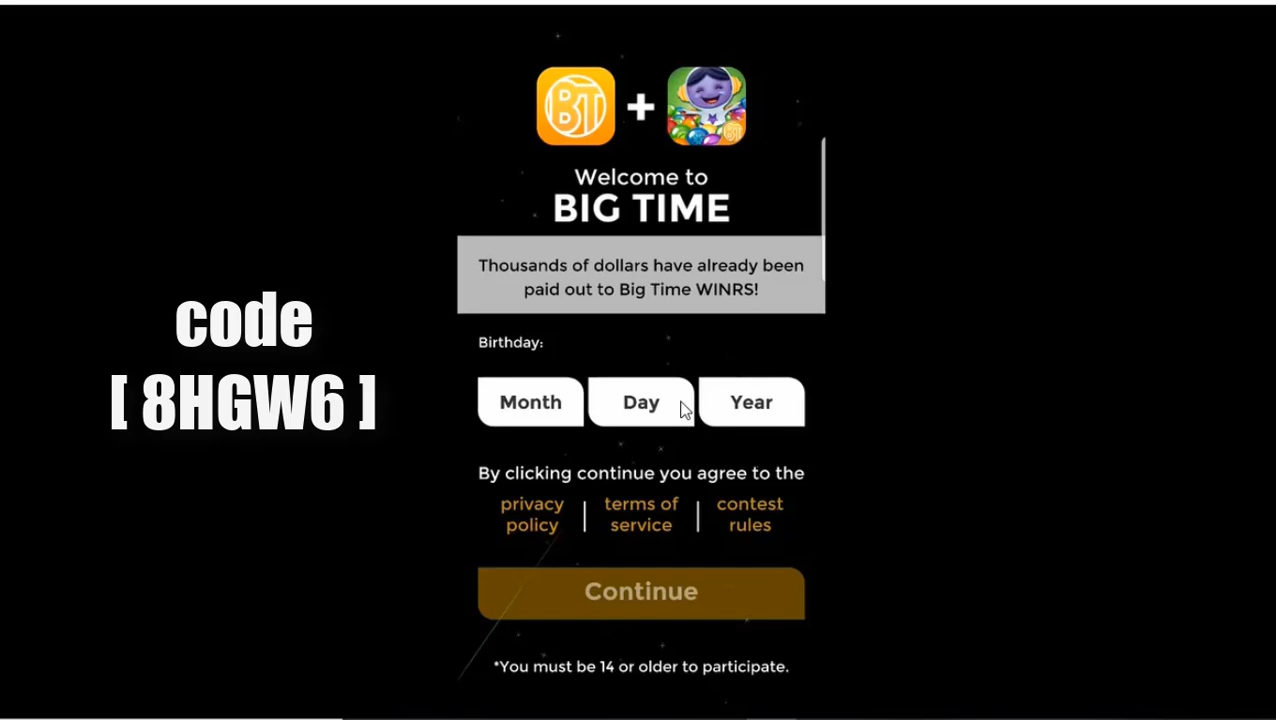 BT
BT
Welcome to
BIG TIME
Thousands of dollars have already been
paid out to Big Time WINRS!
code
[ 8HGW6 ]
Birthday:
Month
Day
Year
By clicking continue you agree to the
privacy policy | terms of service | contest rules
Continue
*You must be 14 or older to participate.